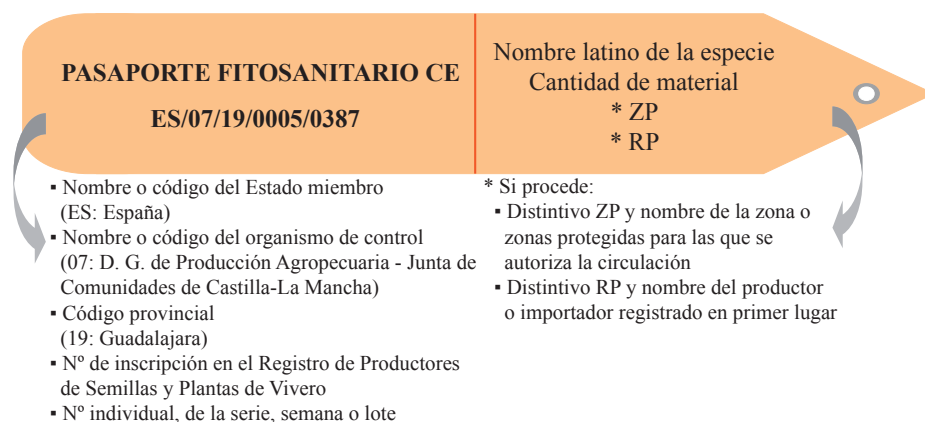 PASAPORTE FITOSANITARIO CE
ES/07/19/0005/0387
Nombre latino de la especie
Cantidad de material
* ZP
* RP
▪ Nombre o código del Estado miembro
(ES: España)
▪ Nombre o código del organismo de control
(07: D. G. de Producción Agropecuaria - Junta de
Comunidades de Castilla-La Mancha)
▪ Código provincial
(19: Guadalajara)
▪ Nº de inscripción en el Registro de Productores
de Semillas y Plantas de Vivero
▪ Nº individual, de la serie, semana o lote
* Si procede:
▪ Distintivo ZP y nombre de la zona o
zonas protegidas para las que se
autoriza la circulación
▪ Distintivo RP y nombre del productor
o importador registrado en primer lugar